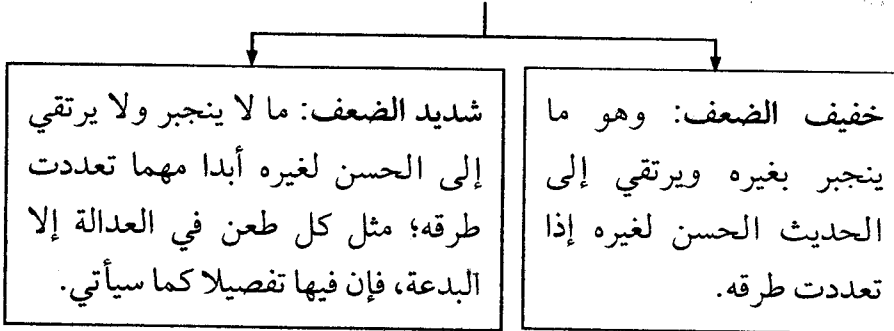 خفيف الضعف: وهو ما
ينجبر بغيره ويرتقي إلى
الحديث الحسن لغيره إذا
تعددت طرقه.
شديد الضعف: ما لا ينجبر ولا يرتقي
إلى الحسن لغيره أبدا مهما تعددت
طرقه؛ مثل كل طعن في العدالة إلا
البدعة، فإن فيها تفصيلا كما سيأتي.